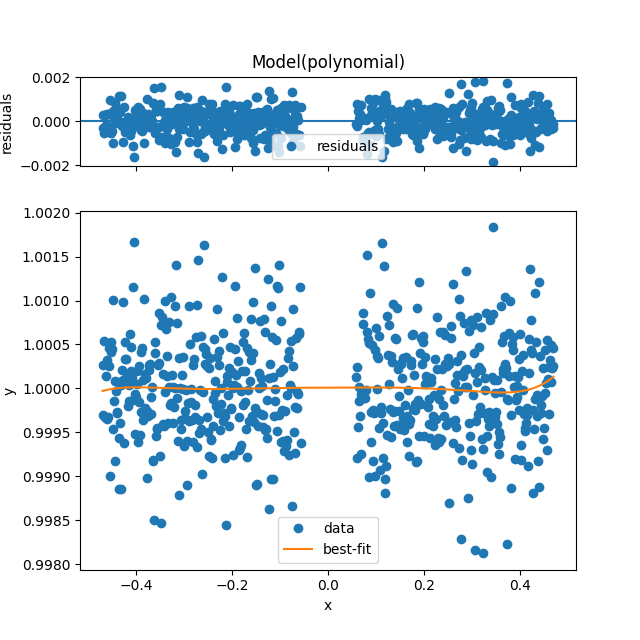 Model(polynomial)
residuals
0.002
0.000
−0.002
residuals
y
1.0020
1.0015
1.0010
1.0005
1.0000
0.9995
0.9990
0.9985
0.9980
data
best-fit
−0.4
−0.2
0.0
0.2
0.4
x